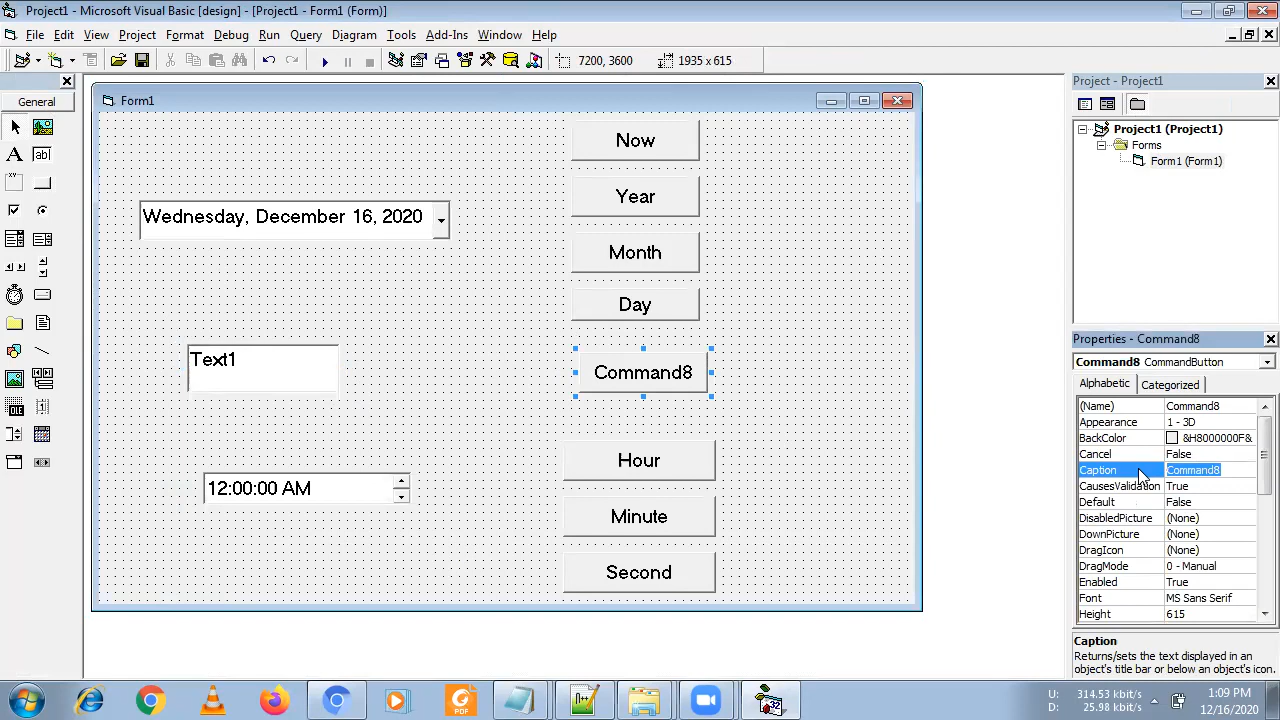 Project1 - Microsoft Visual Basic [design] - [Project1 - Form1 (Form)]
File Edit View Project Format Debug Run Query Diagram Tools Add-Ins Window Help
7200, 3600 1935 x 615
General
Form1
Now
Year
Wednesday, December 16, 2020
Month
Day
Text1
Command8
Hour
12:00:00 AM
Minute
Second
Project - Project1
Project1 (Project1)
Forms
Form1 (Form1)
Properties - Command8
Command8 CommandButton
Alphabetic Categorized
(Name) Command8
Appearance 1 - 3D
BackColor &H8000000F&
Cancel False
Caption Command8
CausesValidation True
Default False
DisabledPicture (None)
DownPicture (None)
DragIcon (None)
DragMode 0 - Manual
Enabled True
Font MS Sans Serif
Height 615
Caption
Returns/sets the text displayed in an
object's title bar or below an object's icon.
U: 314.53 kbit/s
D: 25.98 kbit/s
1:09 PM
12/16/2020